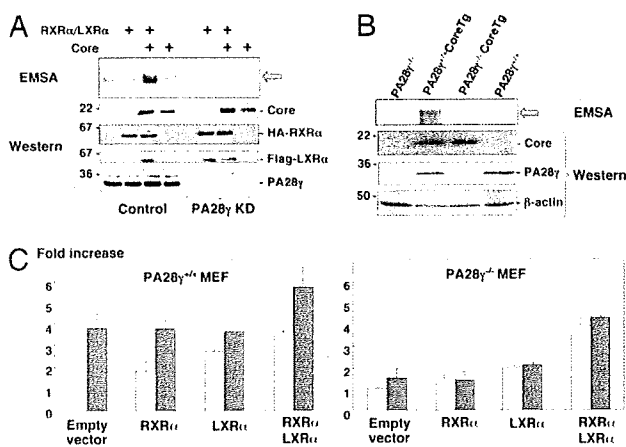 A
RXRα/LXRα + + + +
Core + + + +
EMSA
22
Core
67
HA-RXRα
Western
67
Flag-LXRα
36
PA28γ
Control PA28γ KD
B
PA28γ-/-
PA28γ+/+CoreTg
PA28γ-/-CoreTg
PA28γ+/+
EMSA
22
Core
36
PA28γ
Western
50
β-actin
C
Fold increase
PA28γ+/+ MEF
6
5
4
3
2
1
0
Empty vector
RXRα
LXRα
RXRα LXRα
PA28γ-/- MEF
6
5
4
3
2
1
0
Empty vector
RXRα
LXRα
RXRα LXRα